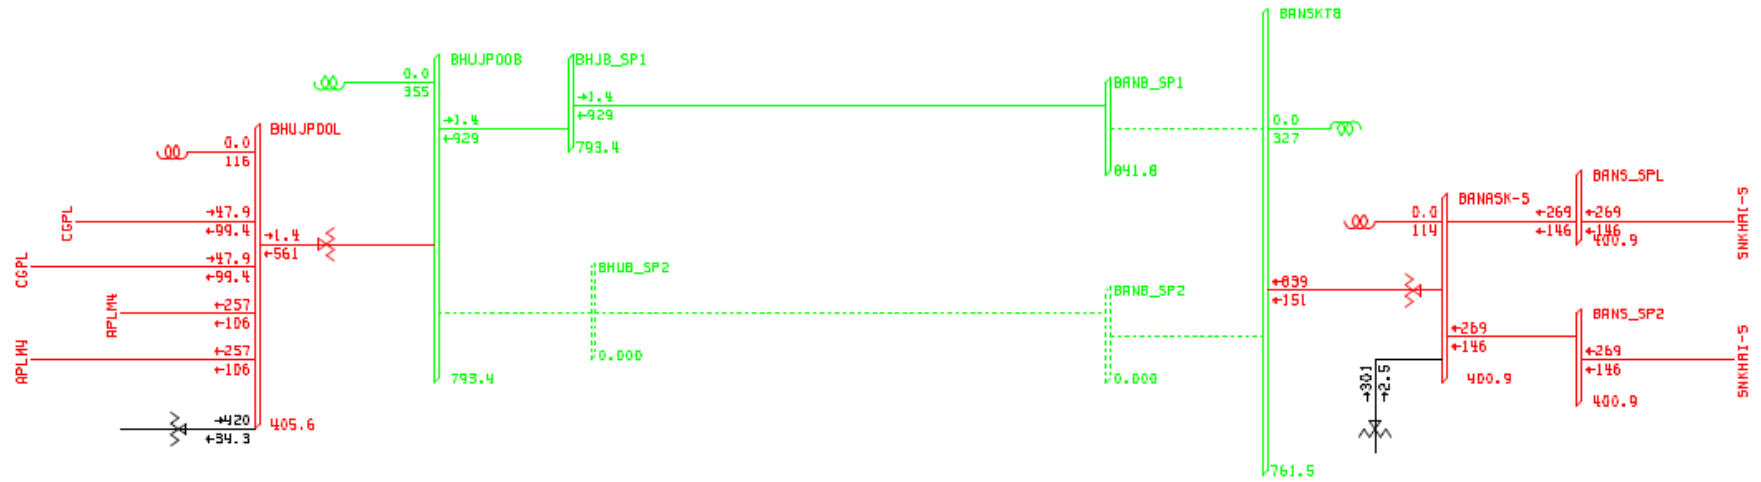 BANSKT8
BHUJPOOB
BHJB_SP1
0.0
355
BANB_SP1
→1.4
←929
→1.4
←929
793.4
0.0
327
841.8
BHUJPDOL
0.0
116
CGPL
→47.9
←99.4
→1.4
←561
CGPL
→47.9
←99.4
APLM4
←257
←106
APLM4
←257
←106
→420
←34.3
405.6
793.4
BHUB_SP2
0.000
BANB_SP2
0.000
←839
←151
761.5
BANASK-5
0.0
114
←269
←146
BANS_SPL
←269
←146
400.9
SNKHAI-5
←269
←146
BANS_SP2
←269
←146
400.9
SNKHAI-5
400.9
→301
→2.5